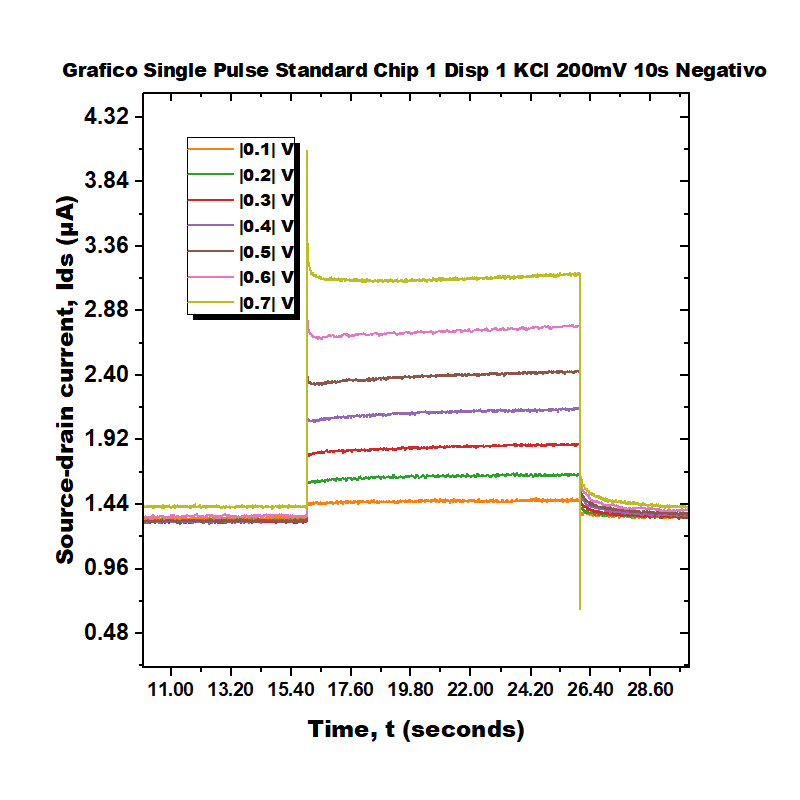 Grafico Single Pulse Standard Chip 1 Disp 1 KCl 200mV 10s Negativo
4.32
3.84
3.36
2.88
2.40
1.92
1.44
0.96
0.48
Source-drain current, Ids (µA)
|0.1| V
|0.2| V
|0.3| V
|0.4| V
|0.5| V
|0.6| V
|0.7| V
11.00 13.20 15.40 17.60 19.80 22.00 24.20 26.40 28.60
Time, t (seconds)